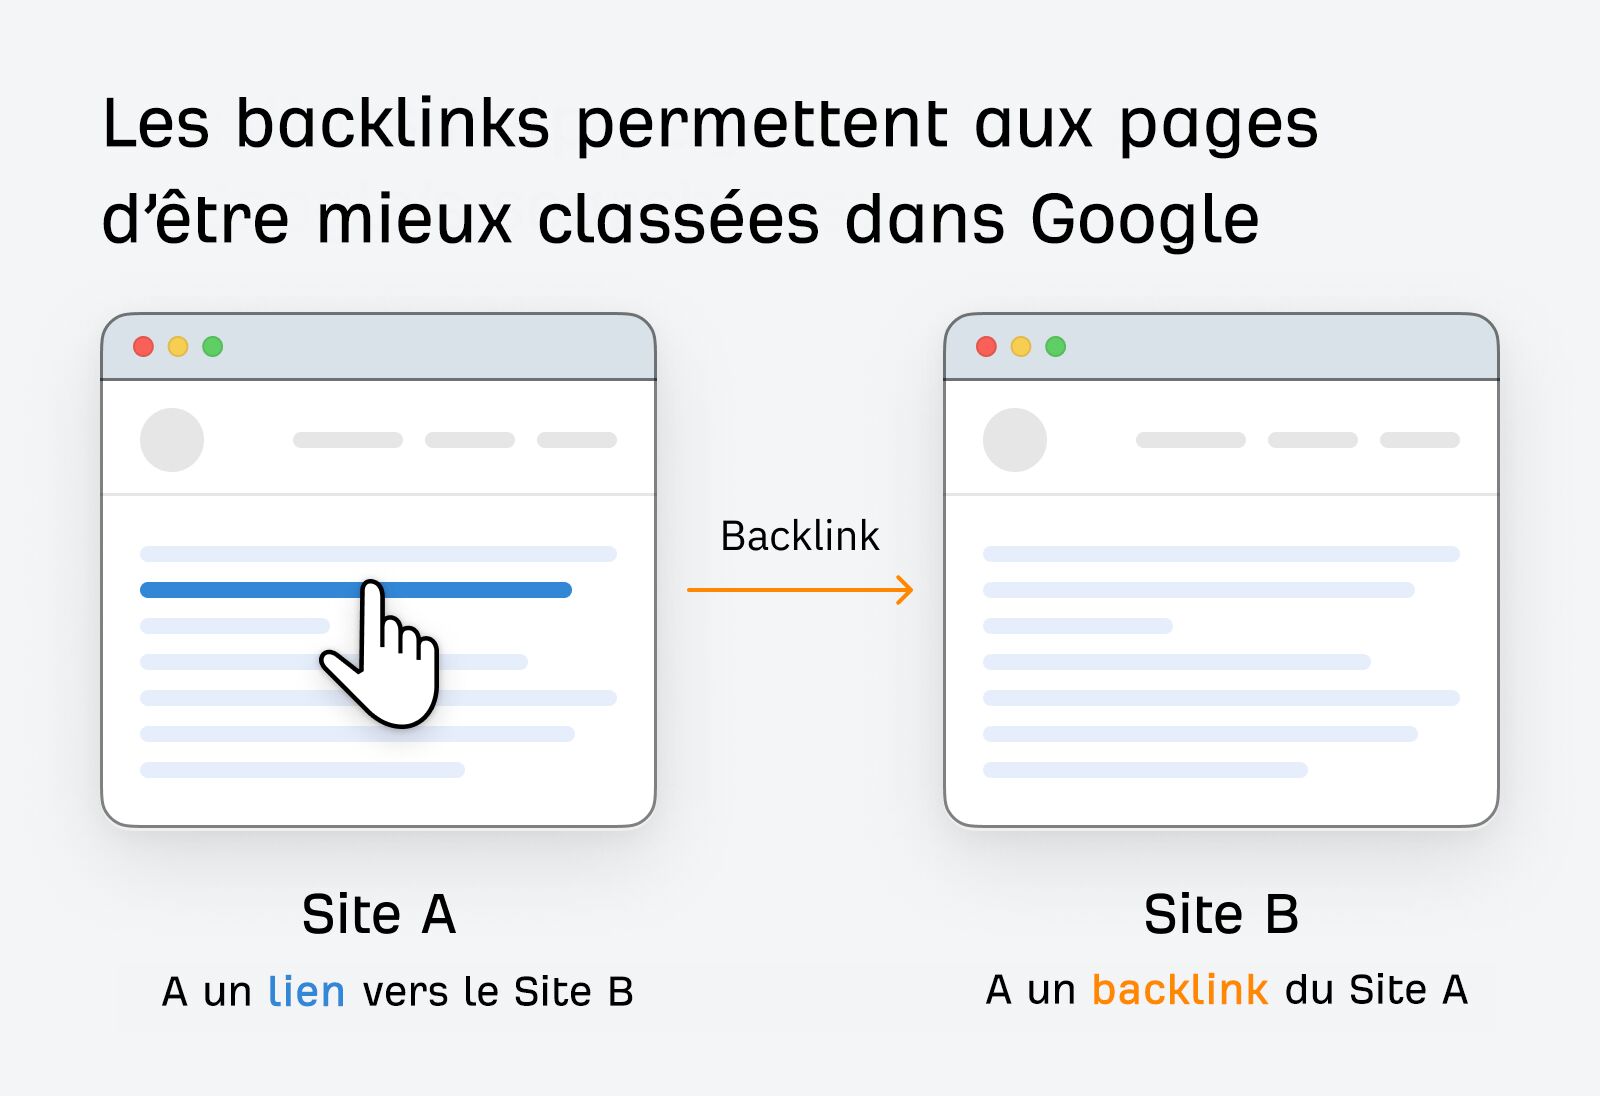 Les backlinks permettent aux pages
d’être mieux classées dans Google
Backlink
Site A
A un lien vers le Site B
Site B
A un backlink du Site A